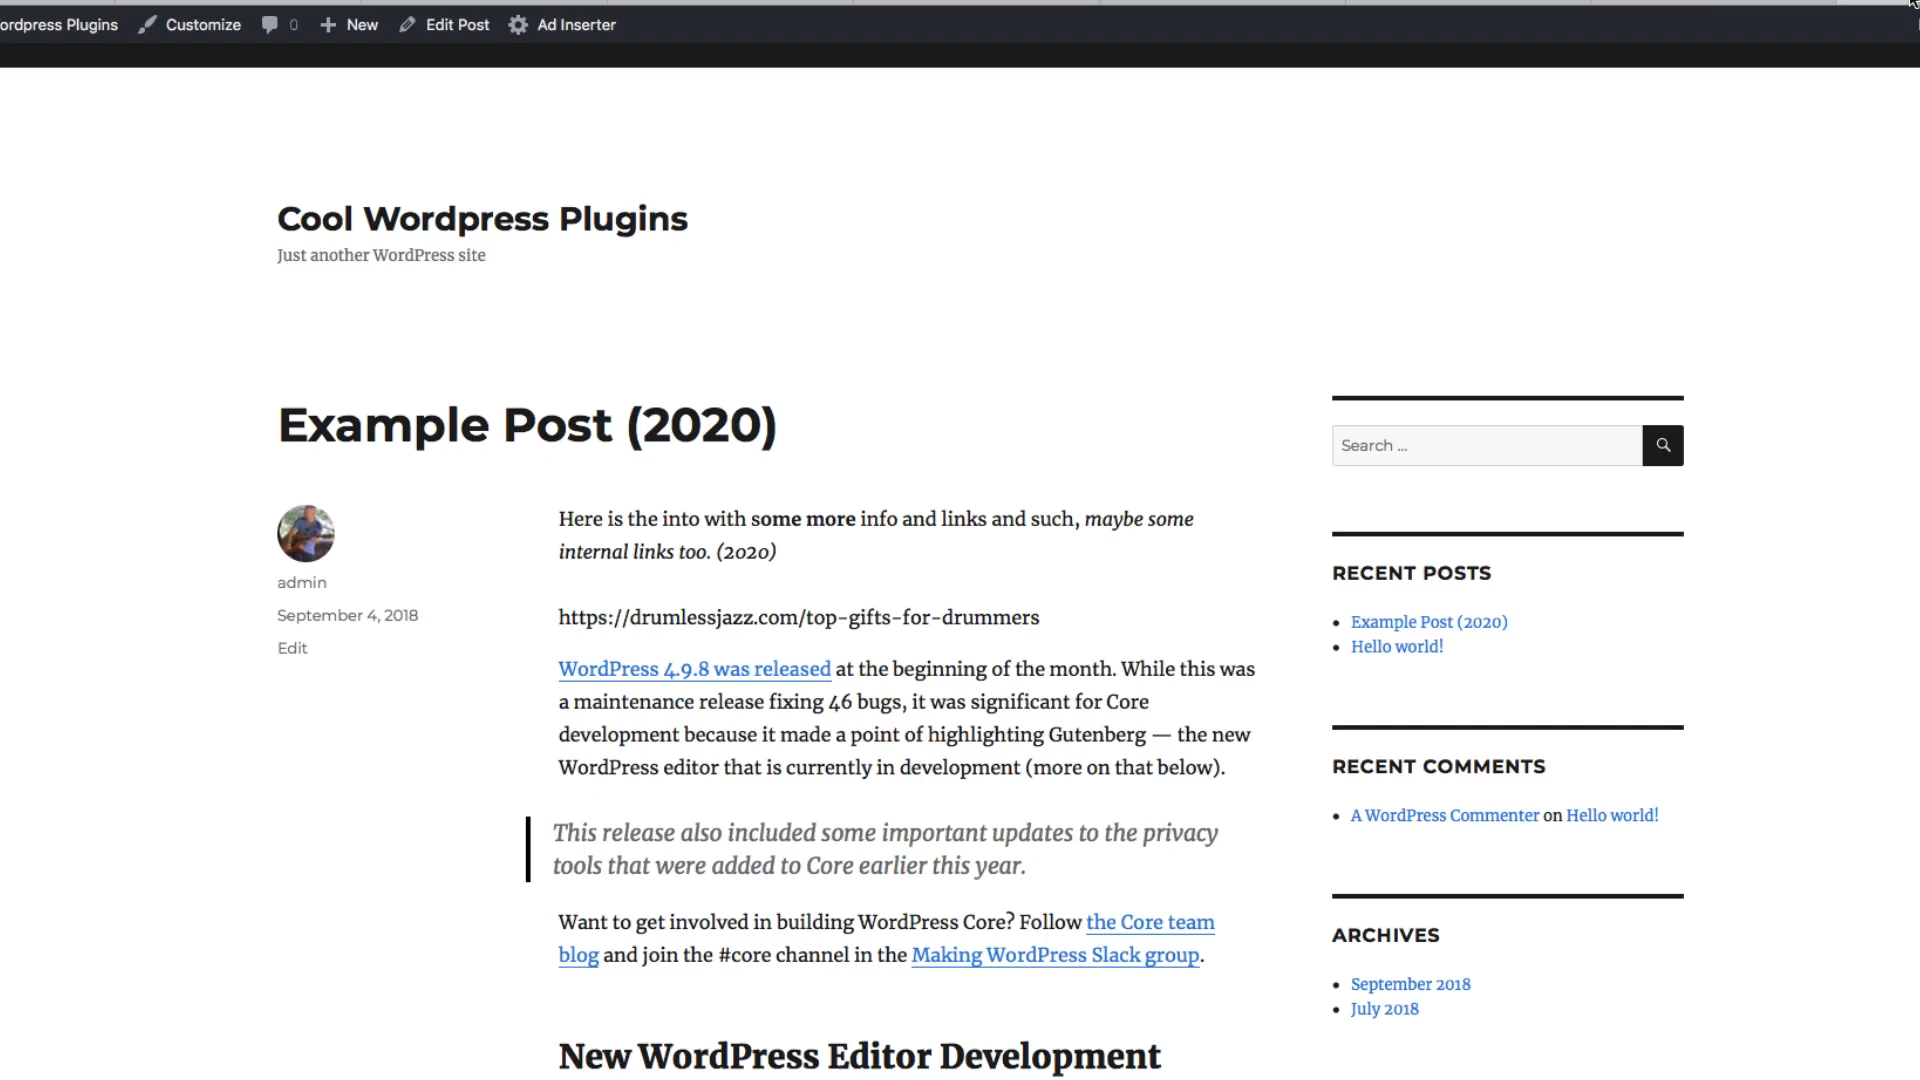 ordpress Plugins Customize 0 New Edit Post Ad Inserter
Cool Wordpress Plugins
Just another WordPress site
Example Post (2020)
admin
September 4, 2018
Edit
Here is the into with some more info and links and such, maybe some
internal links too. (2020)
https://drumlessjazz.com/top-gifts-for-drummers
WordPress 4.9.8 was released at the beginning of the month. While this was
a maintenance release fixing 46 bugs, it was significant for Core
development because it made a point of highlighting Gutenberg — the new
WordPress editor that is currently in development (more on that below).
This release also included some important updates to the privacy
tools that were added to Core earlier this year.
Want to get involved in building WordPress Core? Follow the Core team
blog and join the #core channel in the Making WordPress Slack group.
New WordPress Editor Development
Search ...
RECENT POSTS
Example Post (2020)
Hello world!
RECENT COMMENTS
A WordPress Commenter on Hello world!
ARCHIVES
September 2018
July 2018